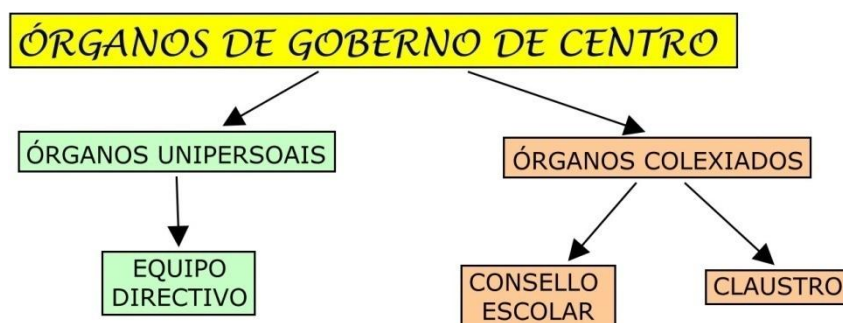 ÓRGANOS DE GOBERNO DE CENTRO
ÓRGANOS UNIPERSOAIS
ÓRGANOS COLEXIADOS
EQUIPO
DIRECTIVO
CONSELLO
ESCOLAR
CLAUSTRO